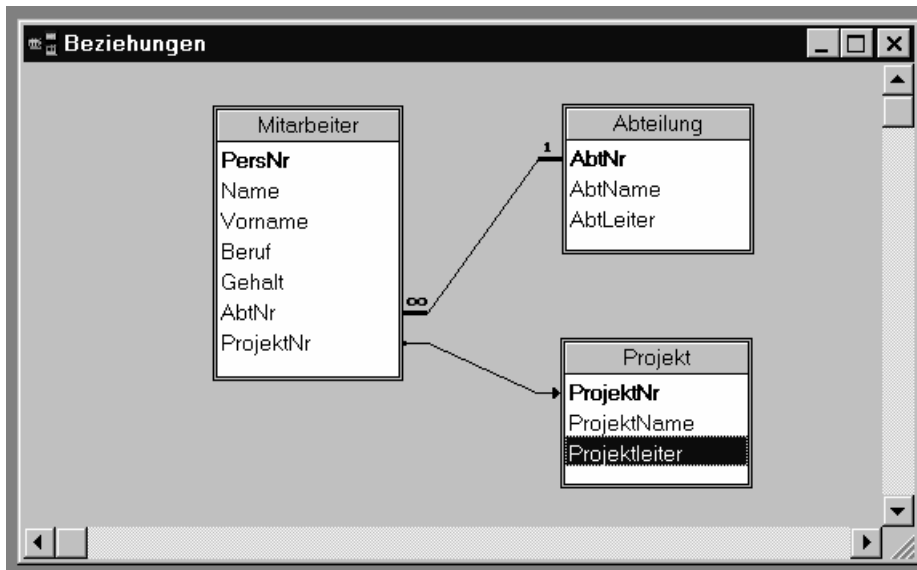 Beziehungen
Mitarbeiter
PersNr
Name
Vorname
Beruf
Gehalt
AbtNr
ProjektNr
∞
1
Abteilung
AbtNr
AbtName
AbtLeiter
Projekt
ProjektNr
ProjektName
Projektleiter